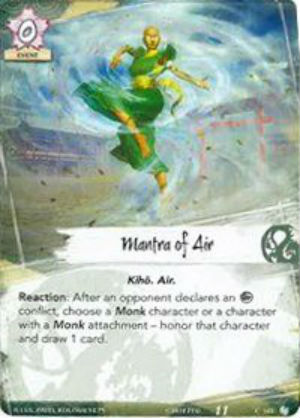 0
EVENT
Mantra of Air
Kihō. Air.
Reaction: After an opponent declares an
conflict, choose a Monk character or a character
with a Monk attachment – honor that character
and draw 1 card.